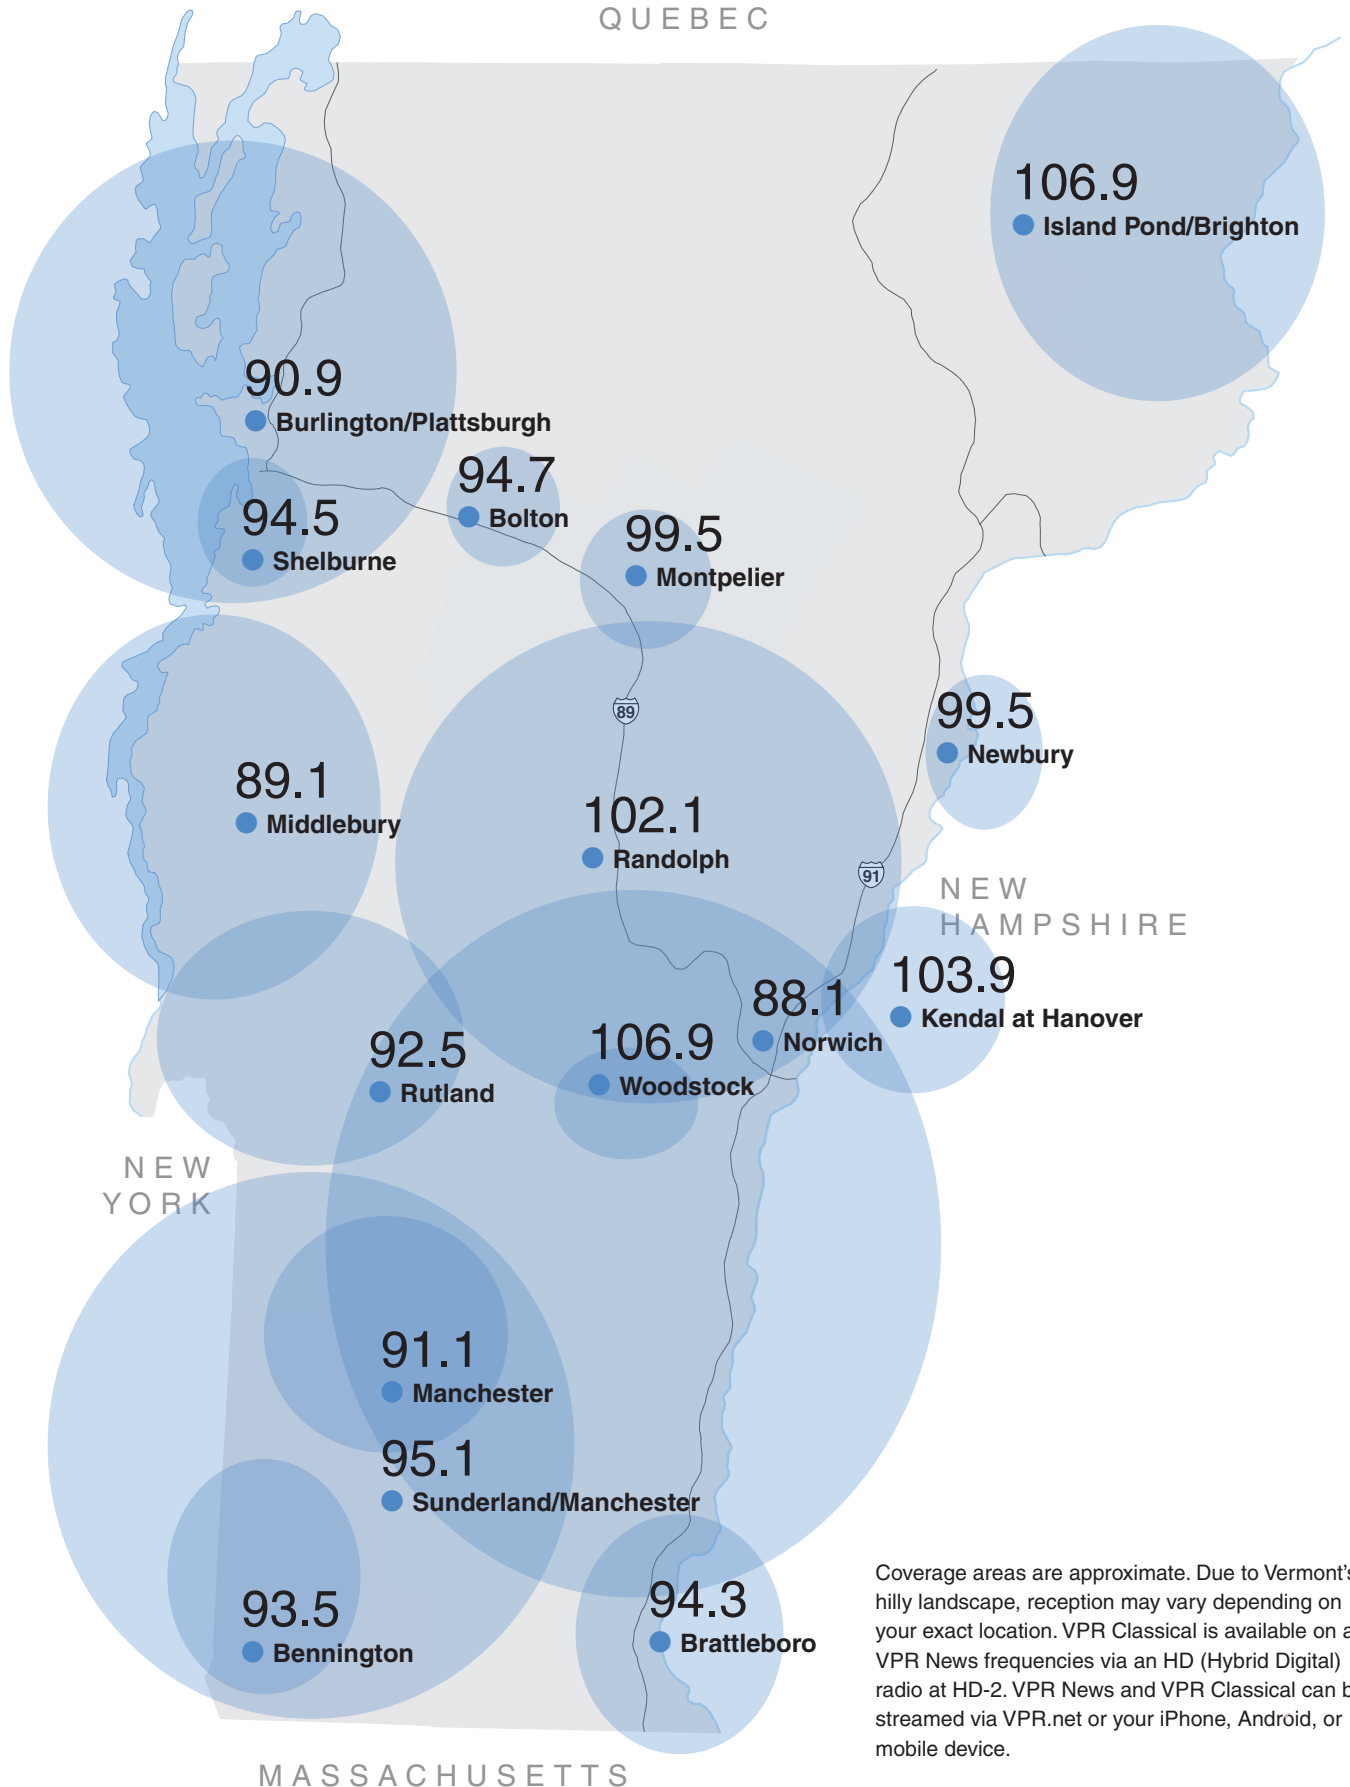 QUEBEC
106.9
Island Pond/Brighton
90.9
Burlington/Plattsburgh
94.7
Bolton
94.5
Shelburne
99.5
Montpelier
99.5
Newbury
89
89.1
Middlebury
102.1
Randolph
91
NEW
HAMPSHIRE
103.9
Kendal at Hanover
88.1
Norwich
106.9
Woodstock
92.5
Rutland
NEW
YORK
91.1
Manchester
95.1
Sunderland/Manchester
93.5
Bennington
94.3
Brattleboro
Coverage areas are approximate. Due to Vermont's
hilly landscape, reception may vary depending on
your exact location. VPR Classical is available on a
VPR News frequencies via an HD (Hybrid Digital)
radio at HD-2. VPR News and VPR Classical can b
streamed via VPR.net or your iPhone, Android, or
mobile device.
MASSACHUSETTS